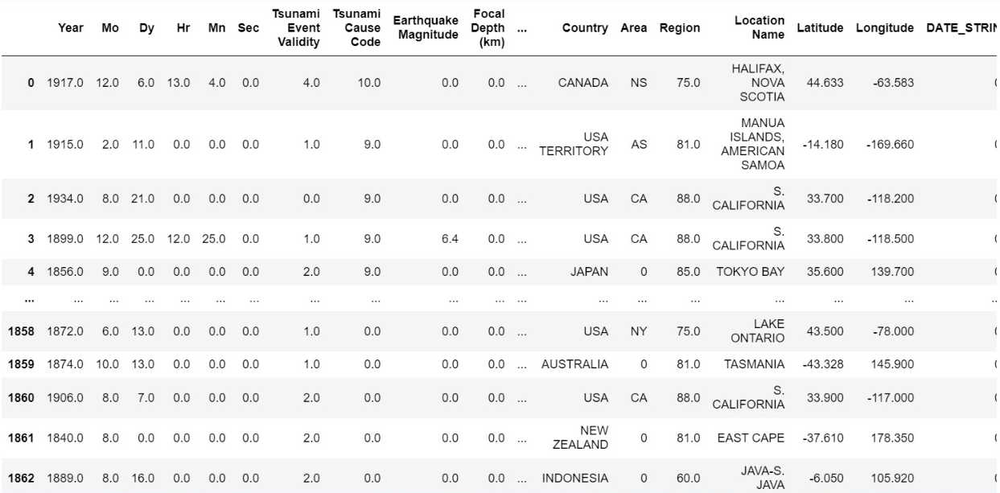 Year Mo Dy Hr Mn Sec Tsunami Event Validity Tsunami Cause Code Earthquake Magnitude Focal Depth (km) ... Country Area Region Location Name Latitude Longitude DATE_STRIN
0 1917.0 12.0 6.0 13.0 4.0 0.0 4.0 10.0 0.0 0.0 ... CANADA NS 75.0 HALIFAX, NOVA SCOTIA 44.633 -63.583
1 1915.0 2.0 11.0 0.0 0.0 0.0 1.0 9.0 0.0 0.0 ... USA TERRITORY AS 81.0 MANUA ISLANDS, AMERICAN SAMOA -14.180 -169.660
2 1934.0 8.0 21.0 0.0 0.0 0.0 0.0 9.0 0.0 0.0 ... USA CA 88.0 S. CALIFORNIA 33.700 -118.200
3 1899.0 12.0 25.0 12.0 25.0 0.0 1.0 9.0 6.4 0.0 ... USA CA 88.0 S. CALIFORNIA 33.800 -118.500
4 1856.0 9.0 0.0 0.0 0.0 0.0 2.0 9.0 0.0 0.0 ... JAPAN 0 85.0 TOKYO BAY 35.600 139.700
... ... ... ... ... ... ... ... ... ... ... ... ... ... ... ... ... ... ...
1858 1872.0 6.0 13.0 0.0 0.0 0.0 1.0 0.0 0.0 0.0 ... USA NY 75.0 LAKE ONTARIO 43.500 -78.000
1859 1874.0 10.0 13.0 0.0 0.0 0.0 1.0 0.0 0.0 0.0 ... AUSTRALIA 0 81.0 TASMANIA -43.328 145.900
1860 1906.0 8.0 7.0 0.0 0.0 0.0 2.0 0.0 0.0 0.0 ... USA CA 88.0 S. CALIFORNIA 33.900 -117.000
1861 1840.0 8.0 0.0 0.0 0.0 0.0 2.0 0.0 0.0 0.0 ... NEW ZEALAND 0 81.0 EAST CAPE -37.610 178.350
1862 1889.0 8.0 16.0 0.0 0.0 0.0 2.0 0.0 0.0 0.0 ... INDONESIA 0 60.0 JAVA-S. JAVA -6.050 105.920